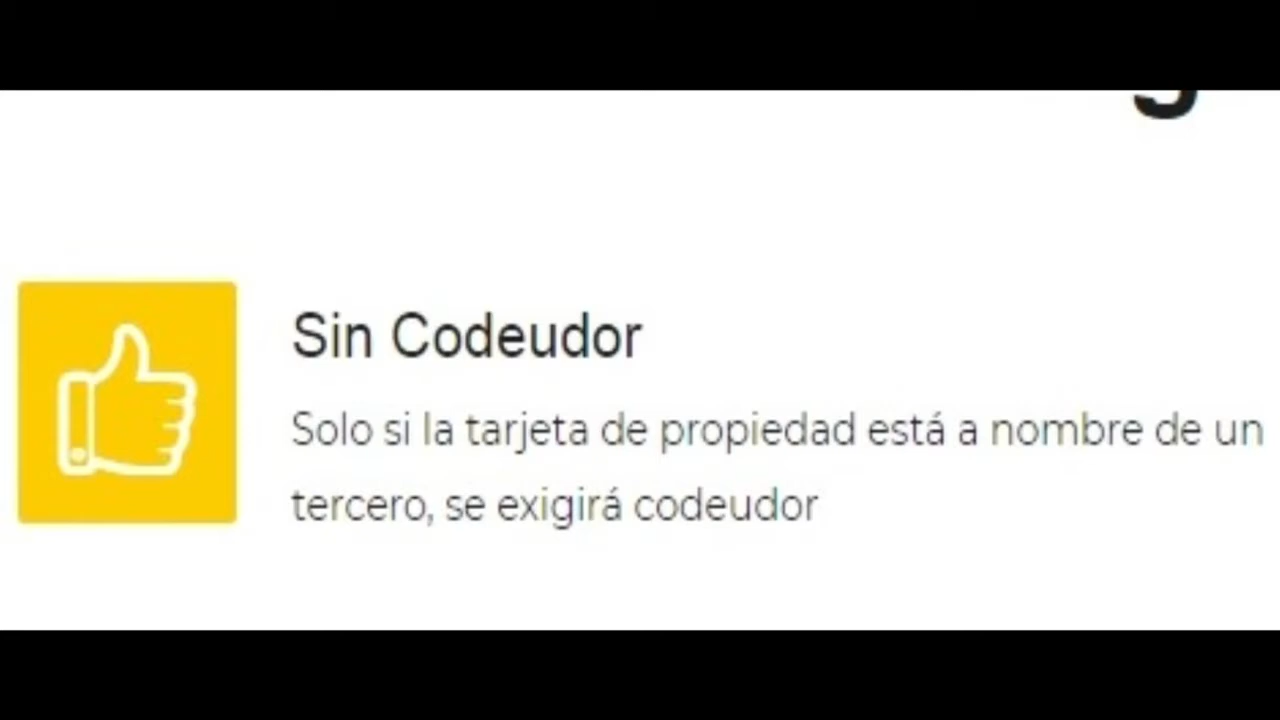 Sin Codeudor
Solo si la tarjeta de propiedad está a nombre de un
tercero, se exigirá codeudor